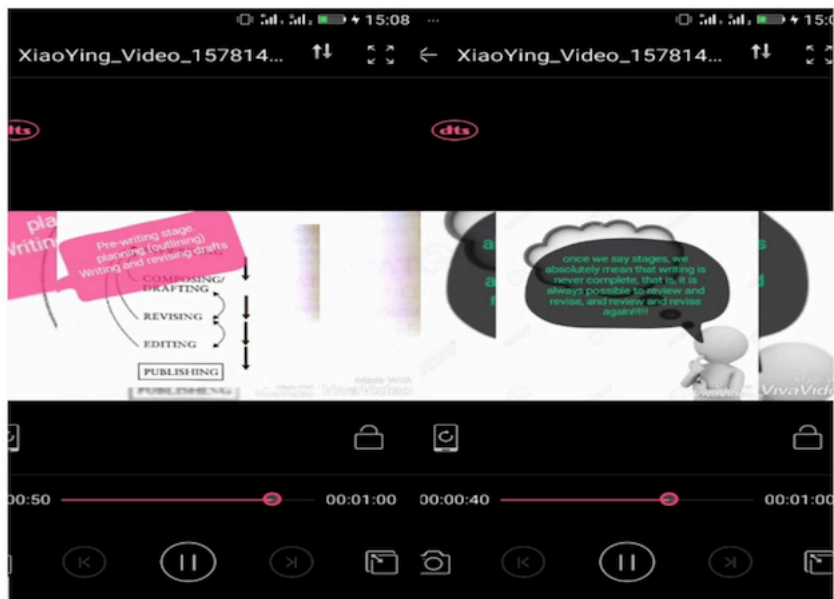 15:08
XiaoYing_Video_157814...
dts
Pre-writing stage.
planning (outlining)
Writing and revising drafts
COMPOSING/
DRAFTING
REVISING
EDITING
PUBLISHING
PUBLISHING
Made With
VivaVideo
00:50
00:01:00
...
15:0
XiaoYing_Video_157814...
dts
once we say stages, we
absolutely mean that writing is
never complete, that is, it is
always possible to review and
revise, and review and revise
again!!!!!
VivaVide
00:00:40
00:01:00